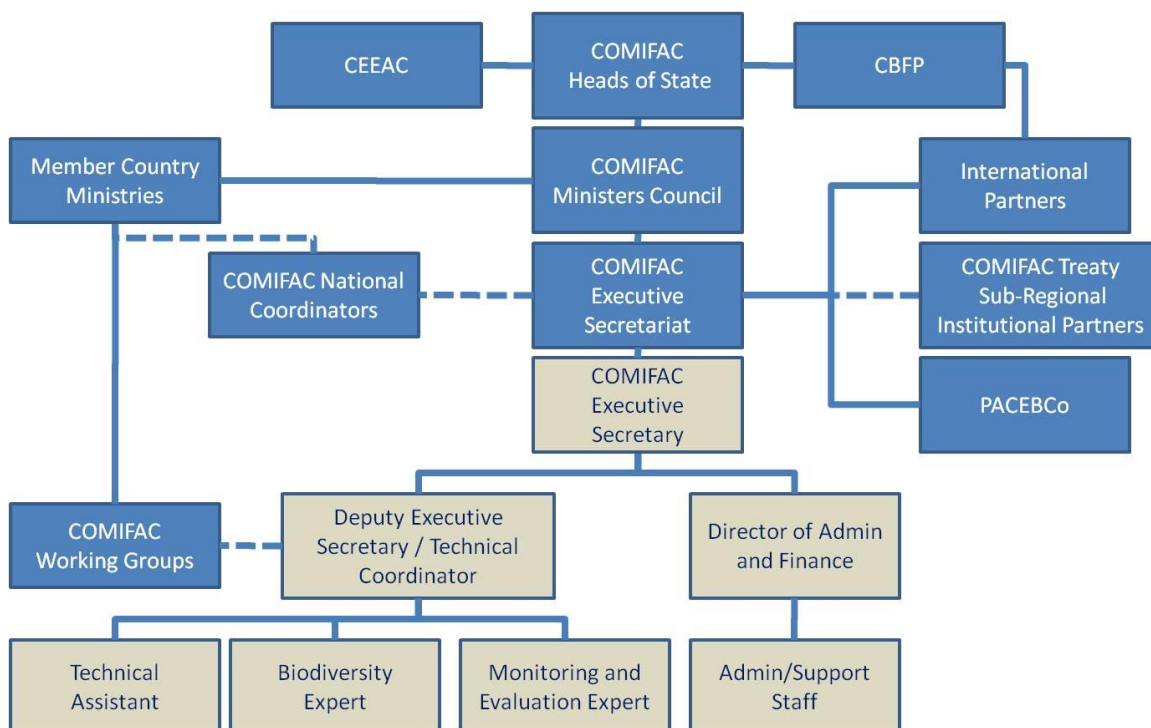 CEEAC
COMIFAC
Heads of State
CBFP
Member Country
Ministries
COMIFAC
Ministers Council
International
Partners
COMIFAC National
Coordinators
COMIFAC
Executive
Secretariat
COMIFAC Treaty
Sub-Regional
Institutional Partners
COMIFAC
Executive
Secretary
PACEBCo
COMIFAC
Working Groups
Deputy Executive
Secretary / Technical
Coordinator
Director of Admin
and Finance
Technical
Assistant
Biodiversity
Expert
Monitoring and
Evaluation Expert
Admin/Support
Staff